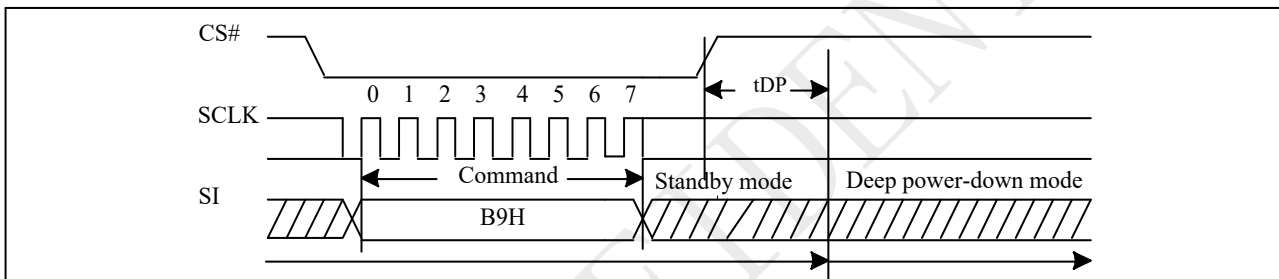 CS#
tDP
0 1 2 3 4 5 6 7
SCLK
Command
Standby mode
Deep power-down mode
SI
B9H